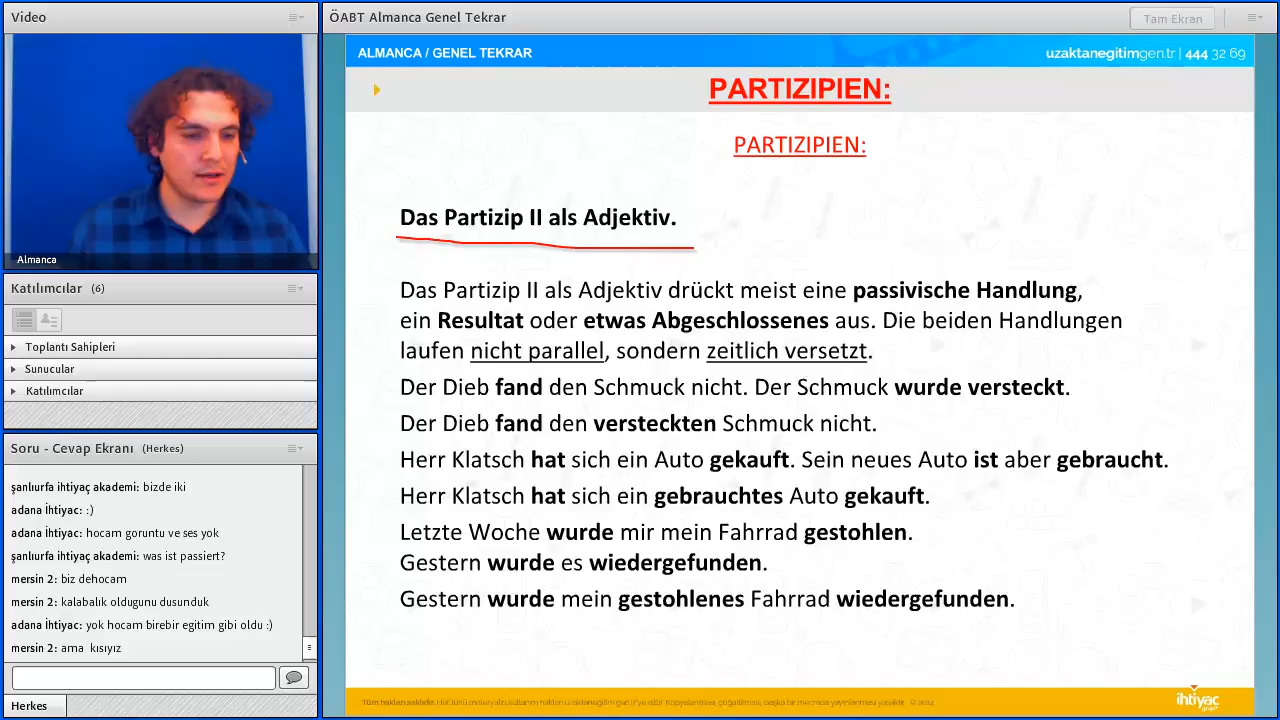 Video
Almanca
Katılımcılar (6)
Toplantı Sahipleri
Sunucular
Katılımcılar
Soru - Cevap Ekranı (Herkes)
şanlıurfa ihtiyaç akademi: bizde iki
adana İhtiyac: :)
adana İhtiyac: hocam goruntu ve ses yok
şanlıurfa ihtiyaç akademi: was ist passiert?
mersin 2: biz dehocam
mersin 2: kalabalık oldugunu dusunduk
adana İhtiyac: yok hocam birebir egitim gibi oldu :)
mersin 2: ama kısıyız
Herkes
ÖABT Almanca Genel Tekrar
Tam Ekran
ALMANCA / GENEL TEKRAR
uzaktanegitimgen.tr | 444 32 69
PARTIZIPIEN:
PARTIZIPIEN:
Das Partizip II als Adjektiv.
Das Partizip II als Adjektiv drückt meist eine passivische Handlung,
ein Resultat oder etwas Abgeschlossenes aus. Die beiden Handlungen
laufen nicht parallel, sondern zeitlich versetzt.
Der Dieb fand den Schmuck nicht. Der Schmuck wurde versteckt.
Der Dieb fand den versteckten Schmuck nicht.
Herr Klatsch hat sich ein Auto gekauft. Sein neues Auto ist aber gebraucht.
Herr Klatsch hat sich ein gebrauchtes Auto gekauft.
Letzte Woche wurde mir mein Fahrrad gestohlen.
Gestern wurde es wiedergefunden.
Gestern wurde mein gestohlenes Fahrrad wiedergefunden.
Tüm hakları saklıdır.
© 2014
ihtiyaç